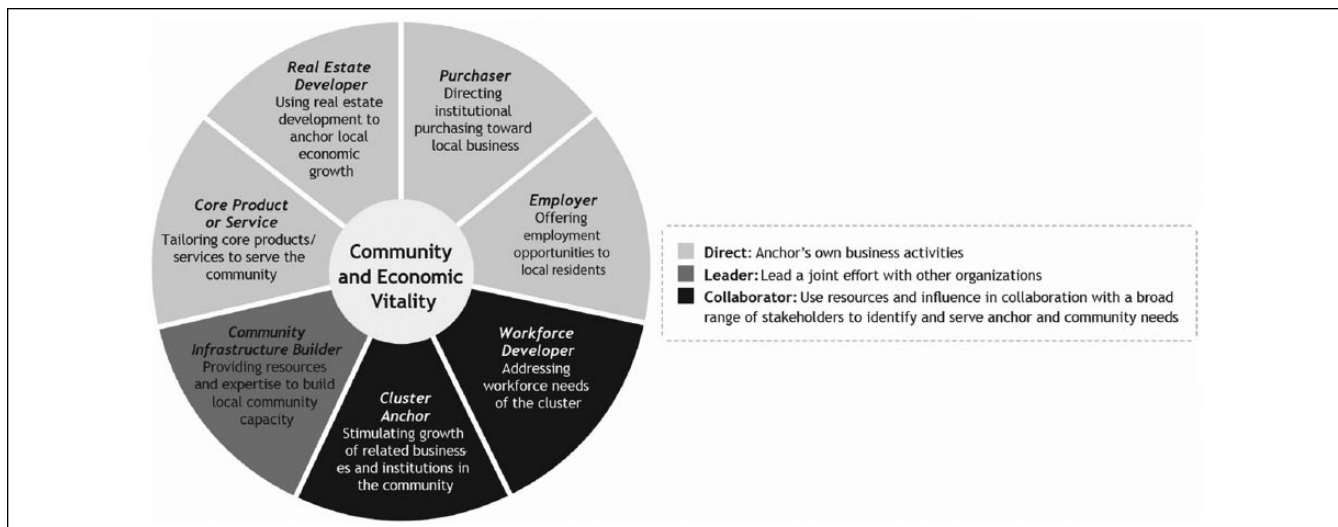 Real Estate
Developer
Using real estate
development to
anchor local
economic
growth
Purchaser
Directing
institutional
purchasing toward
local business
Employer
Offering
employment
opportunities to
local residents
Workforce
Developer
Addressing
workforce needs
of the cluster
Cluster
Anchor
Stimulating growth
of related business
es and institutions in
the community
Community
Infrastructure Builder
Providing resources
and expertise to build
local community
capacity
Core Product
or Service
Tailoring core products/
services to serve the
community
Community
and Economic
Vitality
Direct: Anchor's own business activities
Leader: Lead a joint effort with other organizations
Collaborator: Use resources and influence in collaboration with a broad
range of stakeholders to identify and serve anchor and community needs